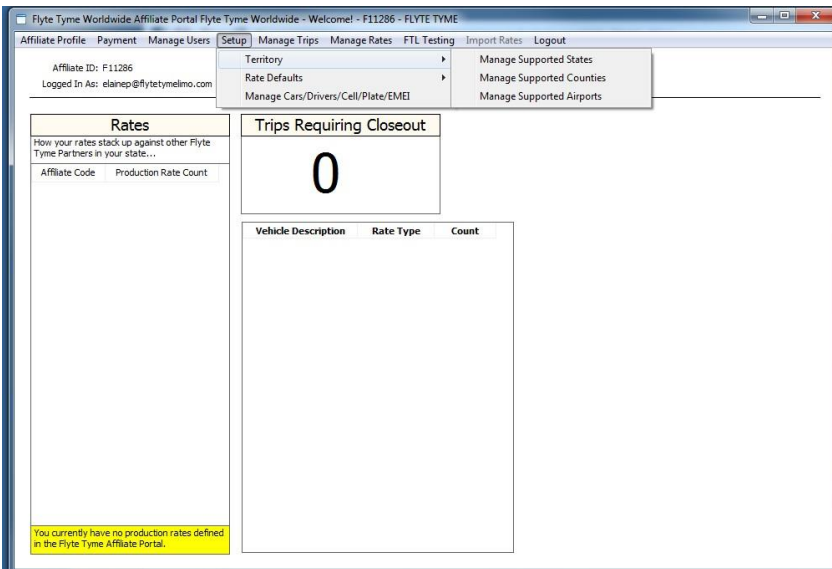 Flyte Tyme Worldwide Affiliate Portal Flyte Tyme Worldwide - Welcome! - F11286 - FLYTE TYME
Affiliate Profile Payment Manage Users Setup Manage Trips Manage Rates FTL Testing Import Rates Logout
Affiliate ID: F11286
Logged In As: elainep@flytetymelimo.com
Territory
Rate Defaults
Manage Cars/Drivers/Cell/Plate/EMEI
Manage Supported States
Manage Supported Counties
Manage Supported Airports
Rates
How your rates stack up against other Flyte
Tyme Partners in your state...
Affiliate Code Production Rate Count
You currently have no production rates defined
in the Flyte Tyme Affiliate Portal.
Trips Requiring Closeout
0
Vehicle Description Rate Type Count